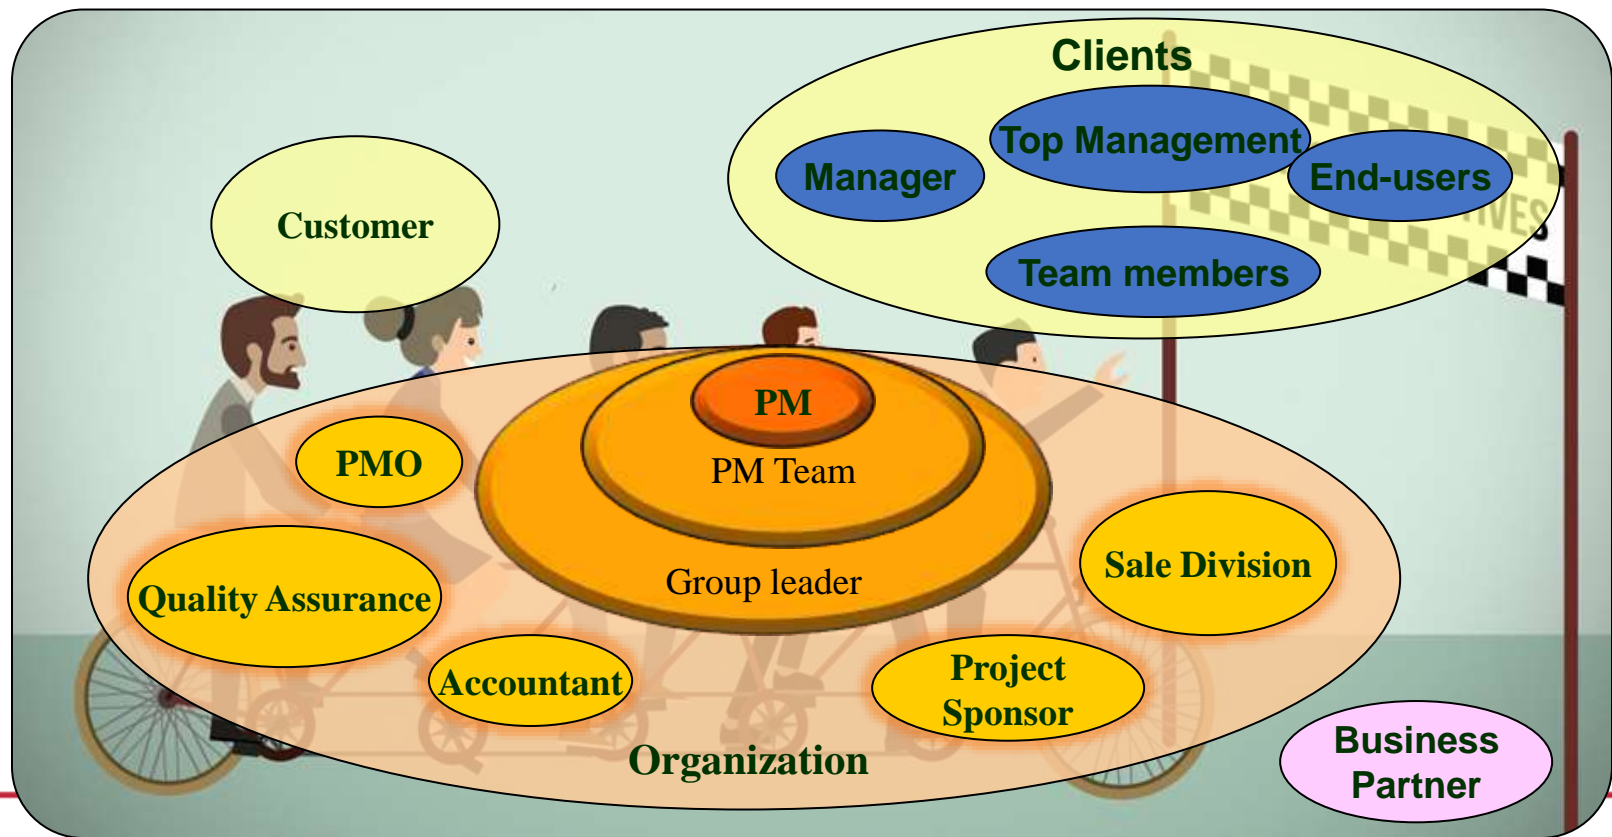 Clients
Top Management
Manager
End-users
Customer
Team members
PM
PMO
PM Team
Sale Division
Group leader
Quality Assurance
Accountant
Project
Sponsor
Organization
Business
Partner